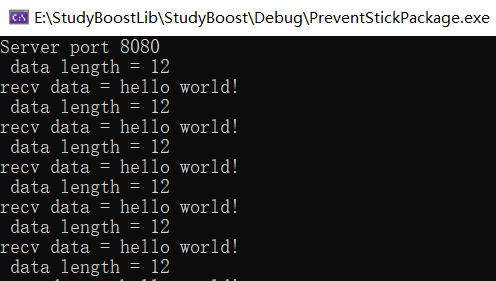 E:\StudyBoostLib\StudyBoost\Debug\PreventStickPackage.exe
Server port 8080
data length = 12
recv data = hello world!
data length = 12
recv data = hello world!
data length = 12
recv data = hello world!
data length = 12
recv data = hello world!
data length = 12
recv data = hello world!
data length = 12